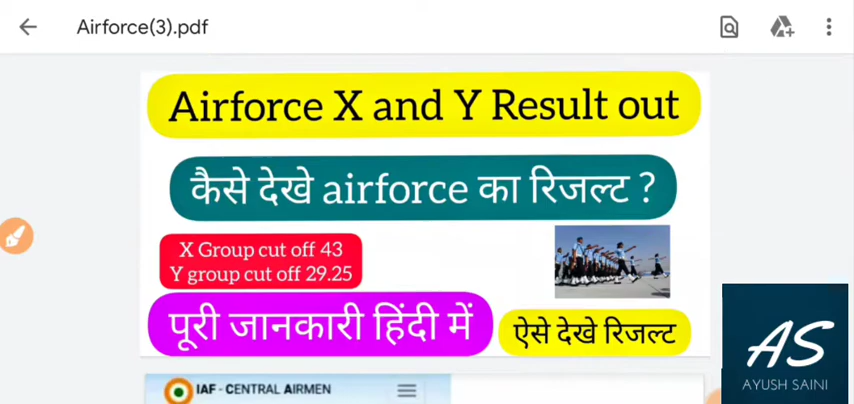 Airforce(3).pdf
Airforce X and Y Result out
कैसे देखे airforce का रिजल्ट ?
X Group cut off 43
Y group cut off 29.25
पूरी जानकारी हिंदी में
ऐसे देखे रिजल्ट
AS
AYUSH SAINI
IAF - CENTRAL AIRMEN